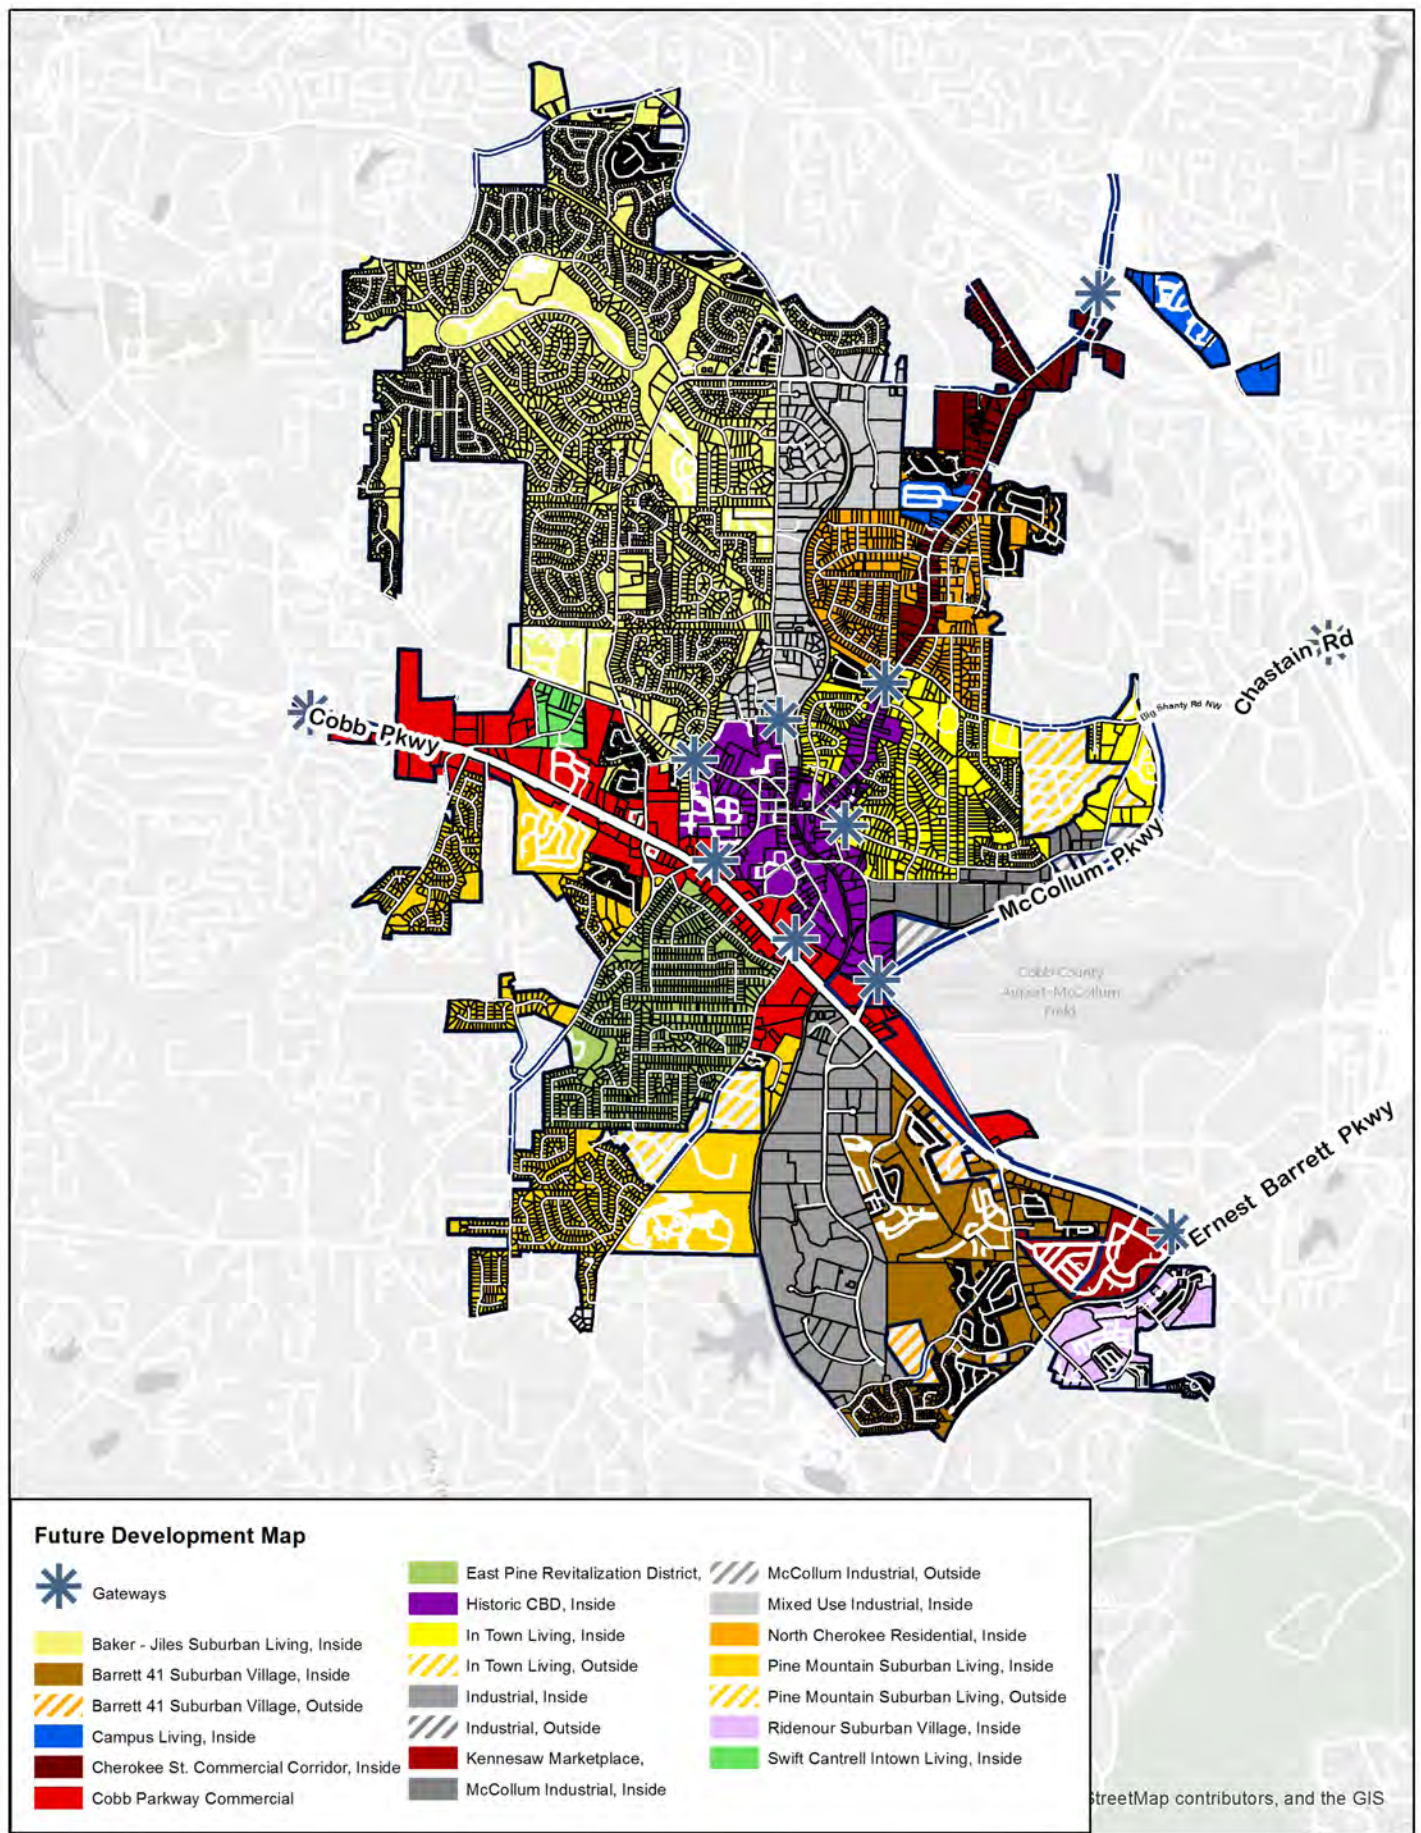 Chastain Rd
Big Shanty Rd NW
Cobb Pkwy
McCollum Pkwy
Cobb County
Airport-McCollum
Field
Ernest Barrett Pkwy
Future Development Map
Gateways
Baker - Jiles Suburban Living, Inside
Barrett 41 Suburban Village, Inside
Barrett 41 Suburban Village, Outside
Campus Living, Inside
Cherokee St. Commercial Corridor, Inside
Cobb Parkway Commercial
East Pine Revitalization District,
Historic CBD, Inside
In Town Living, Inside
In Town Living, Outside
Industrial, Inside
Industrial, Outside
Kennesaw Marketplace,
McCollum Industrial, Inside
McCollum Industrial, Outside
Mixed Use Industrial, Inside
North Cherokee Residential, Inside
Pine Mountain Suburban Living, Inside
Pine Mountain Suburban Living, Outside
Ridenour Suburban Village, Inside
Swift Cantrell Intown Living, Inside
StreetMap contributors, and the GIS